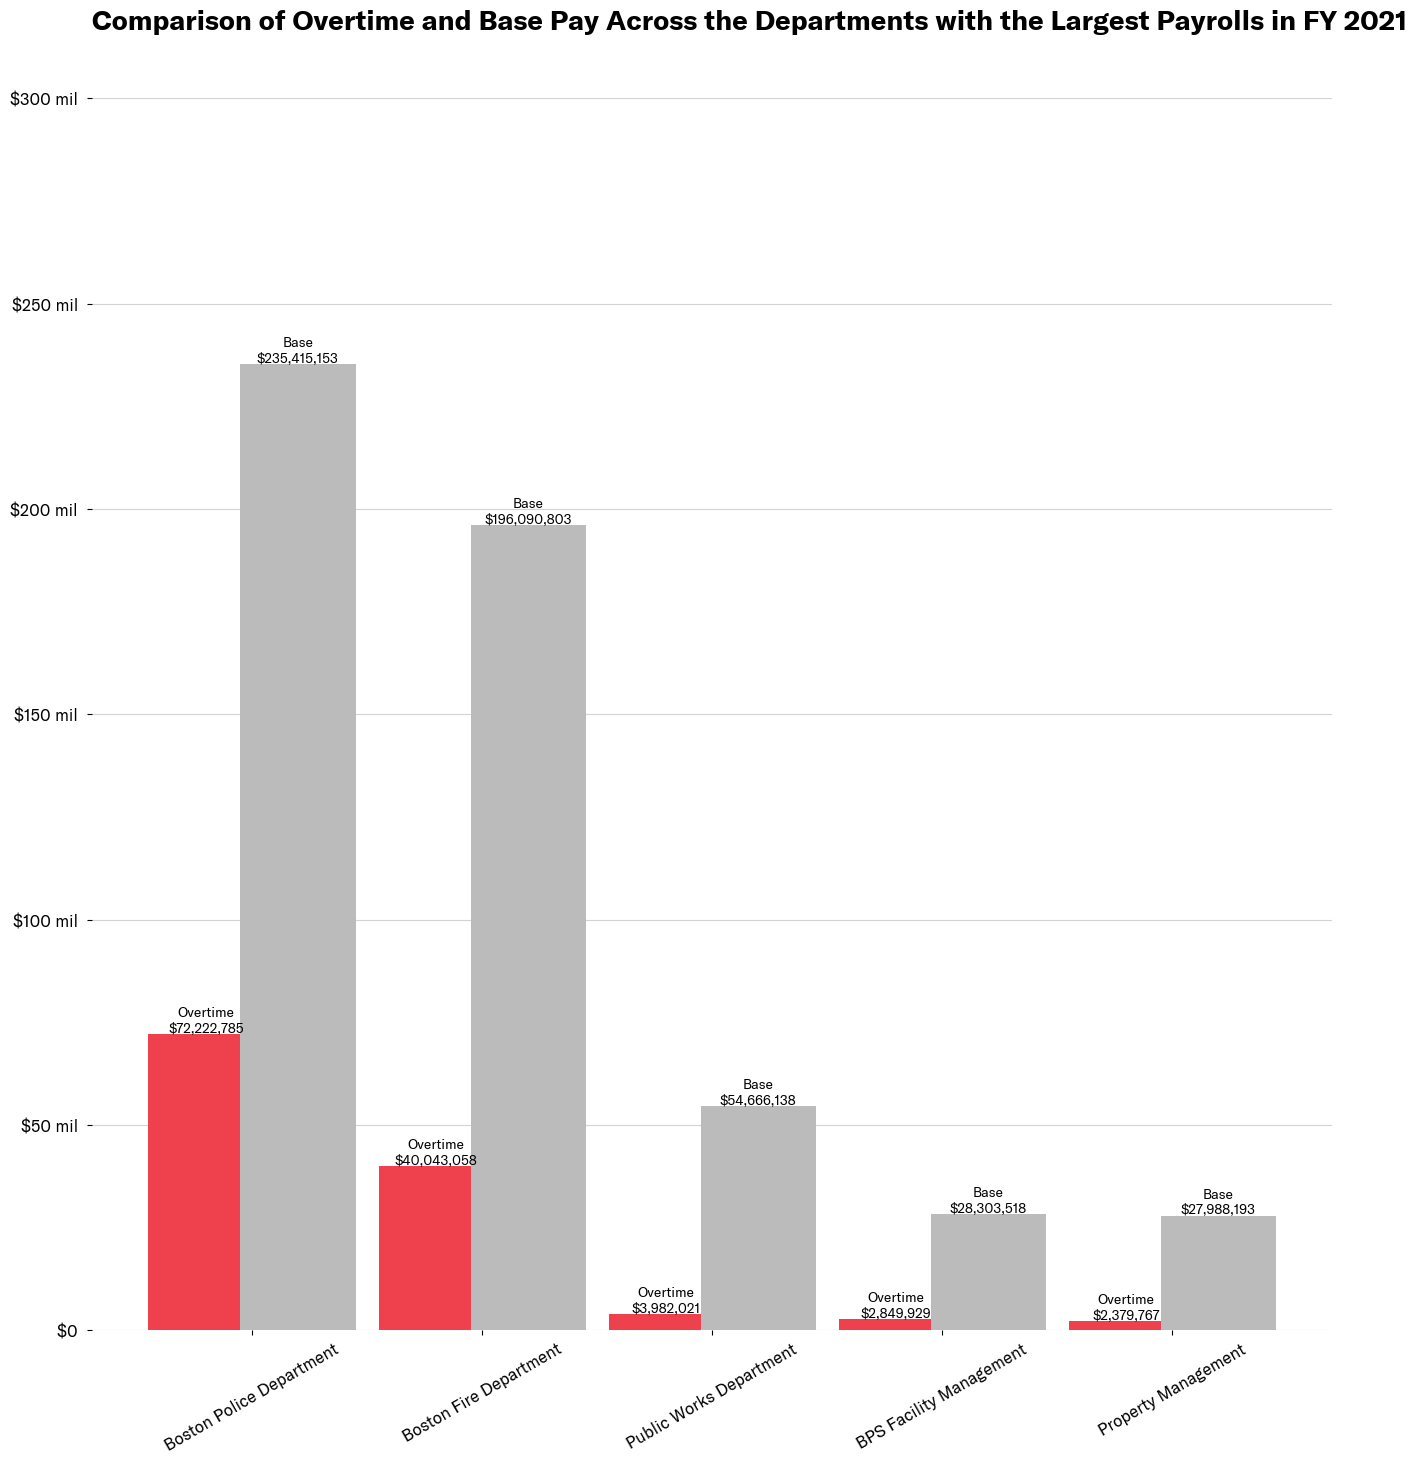 Comparison of Overtime and Base Pay Across the Departments with the Largest Payrolls in FY 2021
$300 mil
$250 mil
$200 mil
$150 mil
$100 mil
$50 mil
$0
Base
$235,415,153
Overtime
$72,222,785
Base
$196,090,803
Overtime
$40,043,058
Base
$54,666,138
Overtime
$3,982,021
Base
$28,303,518
Overtime
$2,849,929
Base
$27,988,193
Overtime
$2,379,767
Boston Police Department
Boston Fire Department
Public Works Department
BPS Facility Management
Property Management